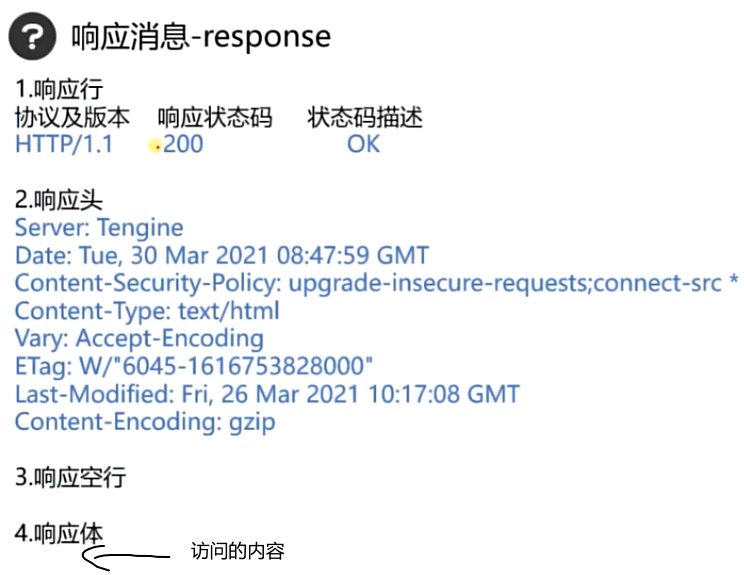 ?
响应消息-response
1.响应行
协议及版本 响应状态码 状态码描述
HTTP/1.1 200 OK
2.响应头
Server: Tengine
Date: Tue, 30 Mar 2021 08:47:59 GMT
Content-Security-Policy: upgrade-insecure-requests;connect-src *
Content-Type: text/html
Vary: Accept-Encoding
ETag: W/"6045-1616753828000"
Last-Modified: Fri, 26 Mar 2021 10:17:08 GMT
Content-Encoding: gzip
3.响应空行
4.响应体
访问的内容